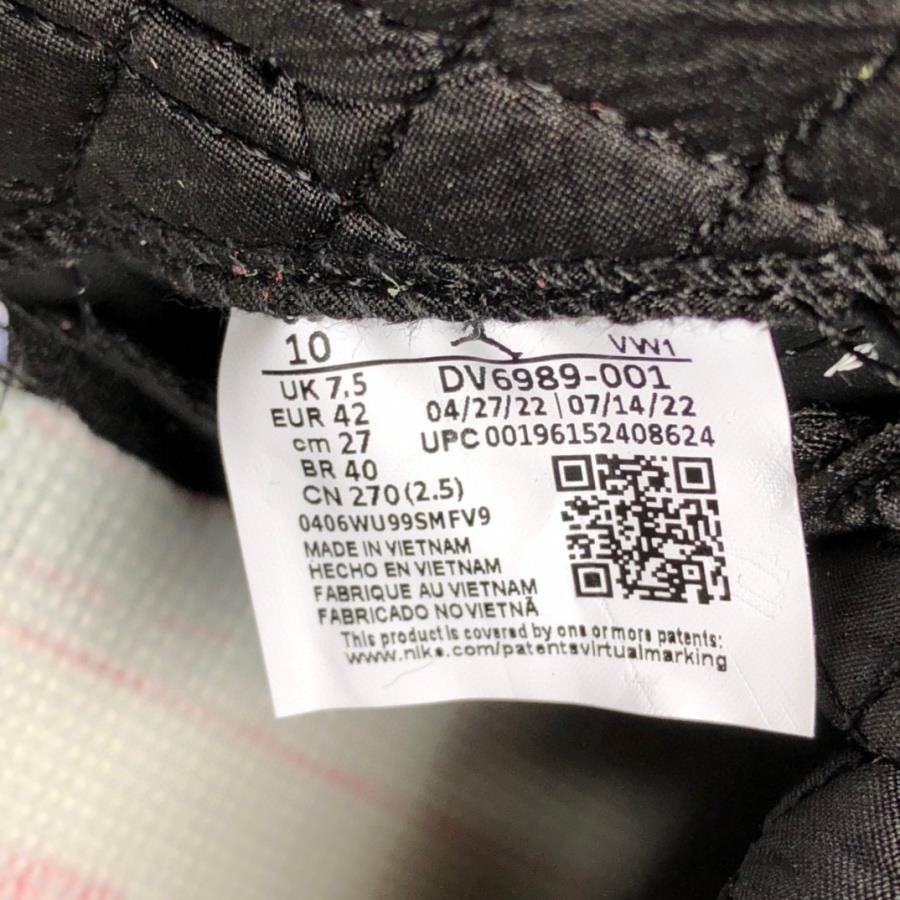 10 VW1
UK 7,5 DV6989-001
EUR 42 04/27/22 | 07/14/22
cm 27 UPC 00196152408624
BR 40
CN 270 (2.5)
0406WU99SMFV9
MADE IN VIETNAM
HECHO EN VIETNAM
FABRIQUE AU VIETNAM
FABRICADO NO VIETNÃ
This product is covered by one or more patents:
www.nike.com/patentsvirtualmarking